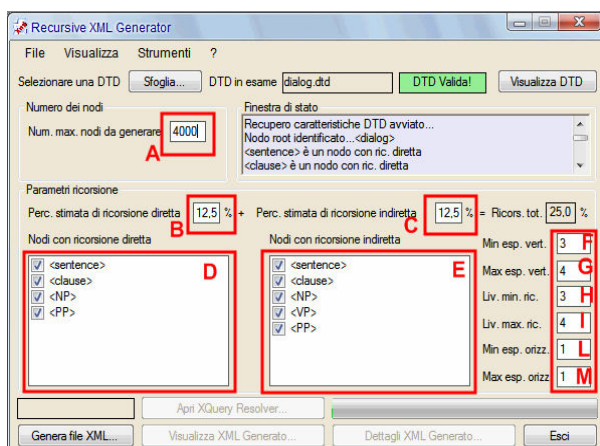 Recursive XML Generator
File Visualizza Strumenti ?
Selezionare una DTD Sfoglia... DTD in esame dialog.dtd DTD Valida! Visualizza DTD
Numero dei nodi
Num. max. nodi da generare 4000
A
Finestra di stato
Recupero caratteristiche DTD avviato...
Nodo root identificato...<dialog>
<sentence> è un nodo con ric. diretta
<clause> è un nodo con ric. diretta
Parametri ricorsione
Perc. stimata di ricorsione diretta 12,5 % + Perc. stimata di ricorsione indiretta 12,5 % = Ricors. tot. 25,0 %
B C
Nodi con ricorsione diretta
<sentence>
<clause>
<NP>
<PP>
D
Nodi con ricorsione indiretta
<sentence>
<clause>
<NP>
<VP>
<PP>
E
Min esp. vert. 3 F
Max esp. vert. 4 G
Liv. min. ric. 3 H
Liv. max. ric. 4 I
Min esp. orizz. 1 L
Max esp. orizz 1 M
Apri XQuery Resolver...
Genera file XML... Visualizza XML Generato... Dettagli XML Generato... Esci